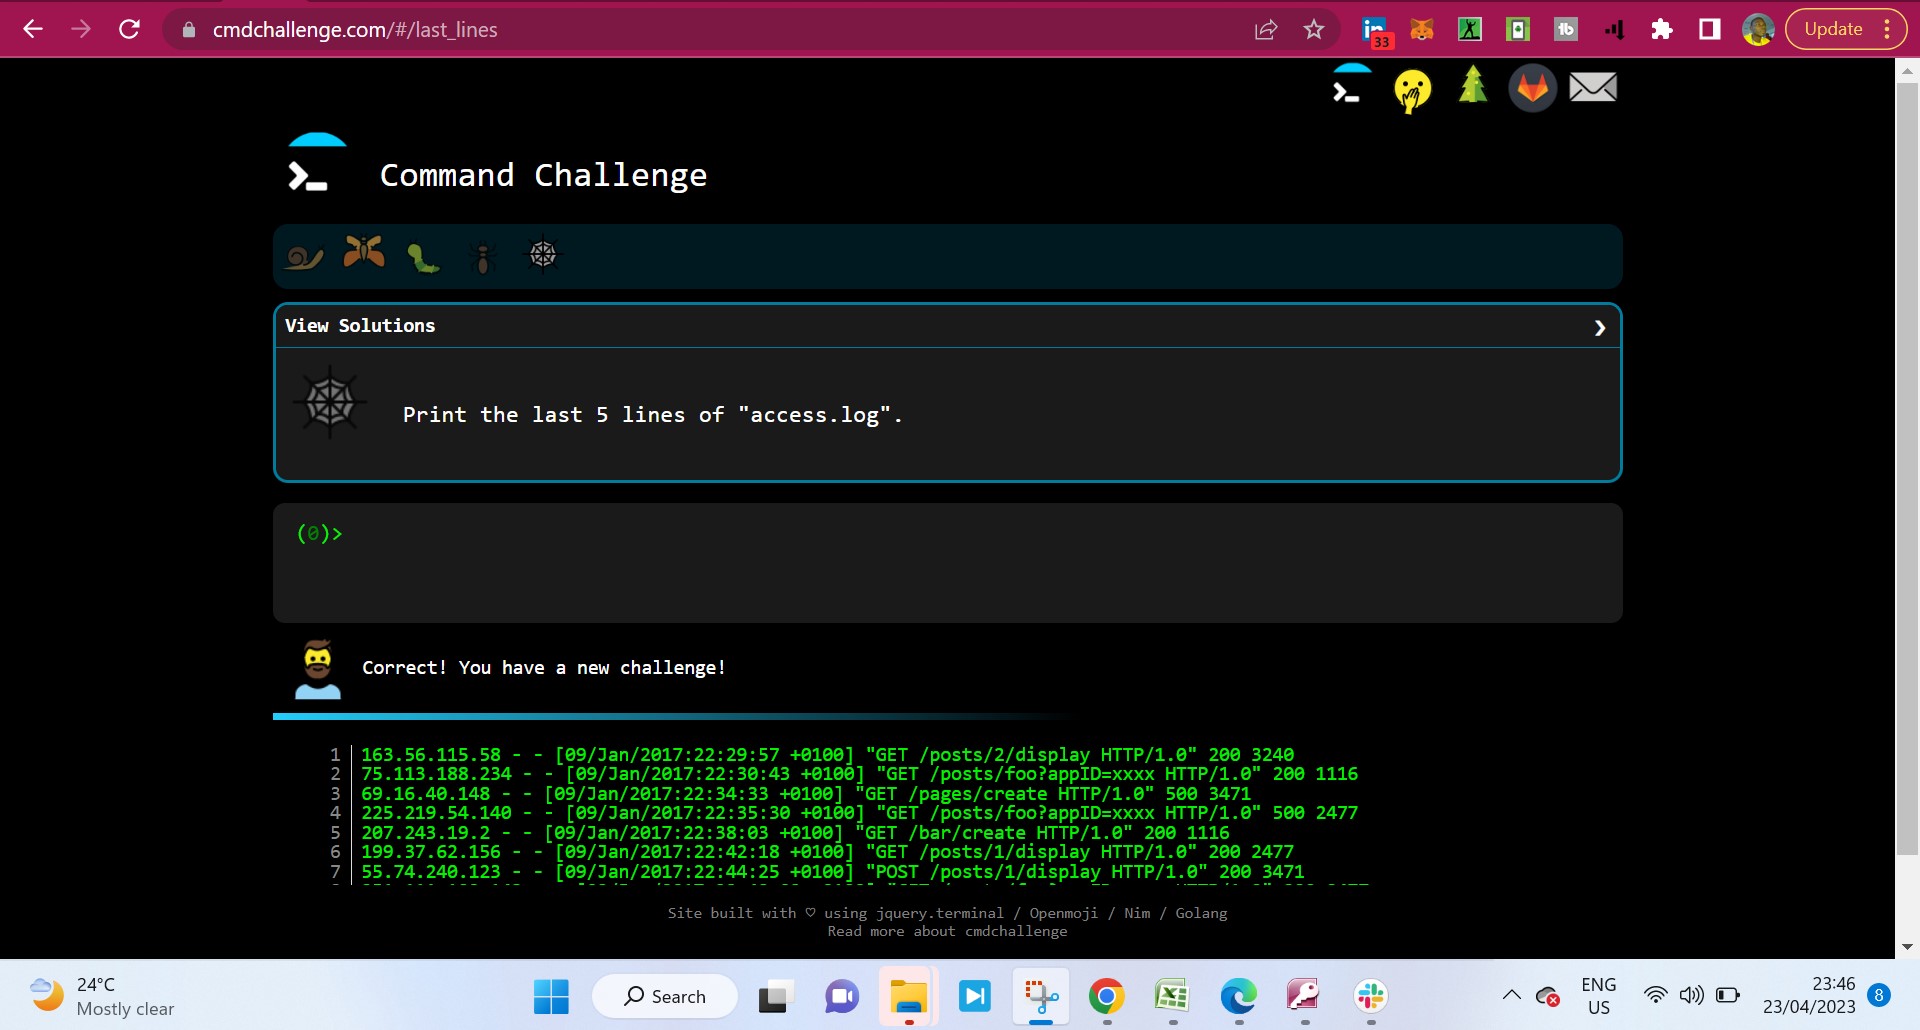 cmdchallenge.com/#/last_lines
33
Update
Command Challenge
View Solutions
Print the last 5 lines of "access.log".
(0)>
Correct! You have a new challenge!
1 163.56.115.58 - - [09/Jan/2017:22:29:57 +0100] "GET /posts/2/display HTTP/1.0" 200 3240
2 75.113.188.234 - - [09/Jan/2017:22:30:43 +0100] "GET /posts/foo?appID=xxxx HTTP/1.0" 200 1116
3 69.16.40.148 - - [09/Jan/2017:22:34:33 +0100] "GET /pages/create HTTP/1.0" 500 3471
4 225.219.54.140 - - [09/Jan/2017:22:35:30 +0100] "GET /posts/foo?appID=xxxx HTTP/1.0" 500 2477
5 207.243.19.2 - - [09/Jan/2017:22:38:03 +0100] "GET /bar/create HTTP/1.0" 200 1116
6 199.37.62.156 - - [09/Jan/2017:22:42:18 +0100] "GET /posts/1/display HTTP/1.0" 200 2477
7 55.74.240.123 - - [09/Jan/2017:22:44:25 +0100] "POST /posts/1/display HTTP/1.0" 200 3471
Site built with ♡ using jquery.terminal / Openmoji / Nim / Golang
Read more about cmdchallenge
24°C
Mostly clear
Search
ENG
US
23:46
23/04/2023
8